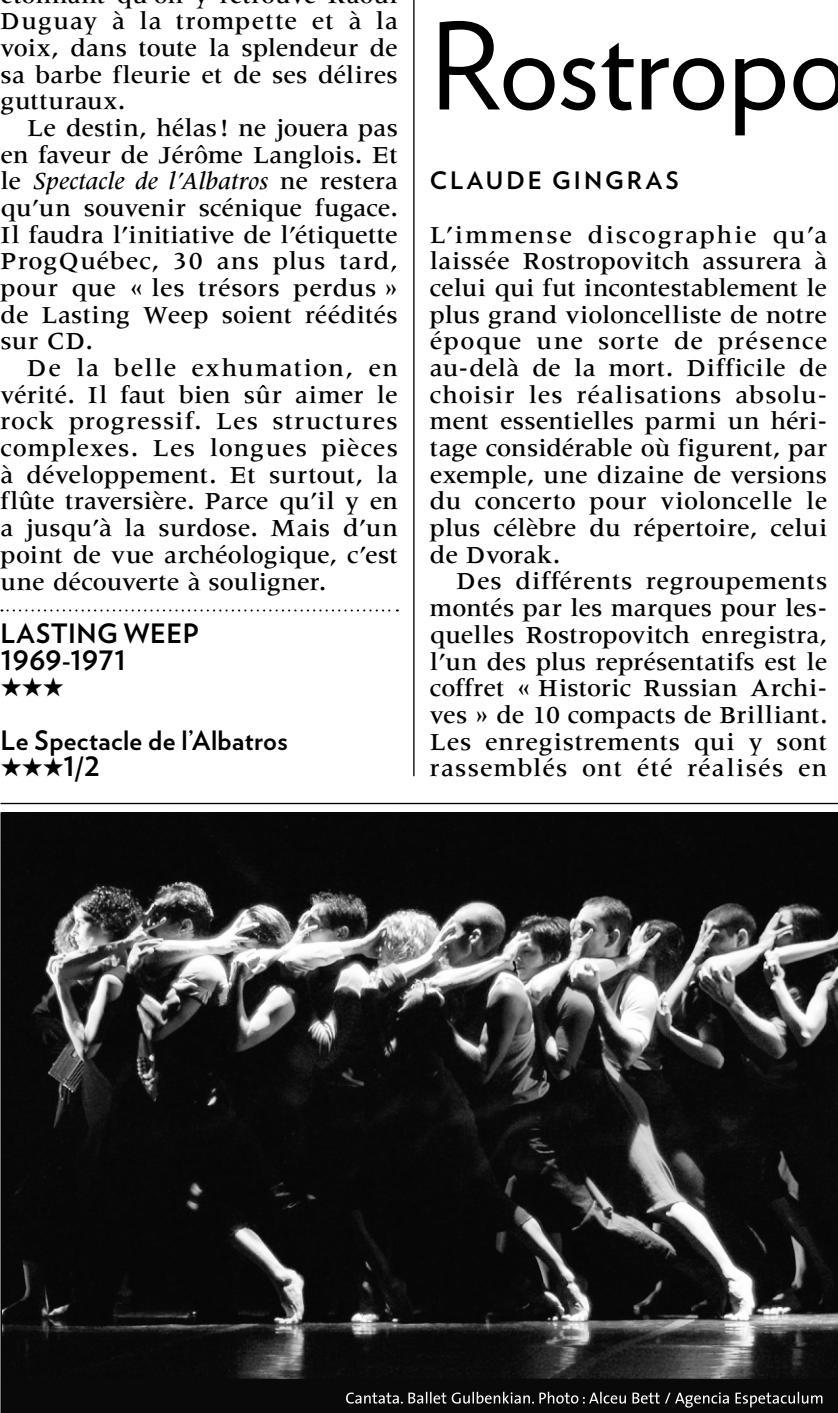 étonnant qu'on y retrouve Raoul
Duguay à la trompette et à la
voix, dans toute la splendeur de
sa barbe fleurie et de ses délires
gutturaux.
Le destin, hélas! ne jouera pas
en faveur de Jérôme Langlois. Et
le Spectacle de l'Albatros ne restera
qu'un souvenir scénique fugace.
Il faudra l'initiative de l'étiquette
ProgQuébec, 30 ans plus tard,
pour que « les trésors perdus »
de Lasting Weep soient réédités
sur CD.
De la belle exhumation, en
vérité. Il faut bien sûr aimer le
rock progressif. Les structures
complexes. Les longues pièces
à développement. Et surtout, la
flûte traversière. Parce qu'il y en
a jusqu'à la surdose. Mais d'un
point de vue archéologique, c'est
une découverte à souligner.
LASTING WEEP
1969-1971
★★★
Le Spectacle de l'Albatros
★★★1/2
Rostropo
CLAUDE GINGRAS
L'immense discographie qu'a
laissée Rostropovitch assurera à
celui qui fut incontestablement le
plus grand violoncelliste de notre
époque une sorte de présence
au-delà de la mort. Difficile de
choisir les réalisations absolu-
ment essentielles parmi un héri-
tage considérable où figurent, par
exemple, une dizaine de versions
du concerto pour violoncelle le
plus célèbre du répertoire, celui
de Dvorak.
Des différents regroupements
montés par les marques pour les-
quelles Rostropovitch enregistra,
l'un des plus représentatifs est le
coffret « Historic Russian Archi-
ves » de 10 compacts de Brilliant.
Les enregistrements qui y sont
rassemblés ont été réalisés en
Cantata. Ballet Gulbenkian. Photo : Alceu Bett / Agencia Espetaculum